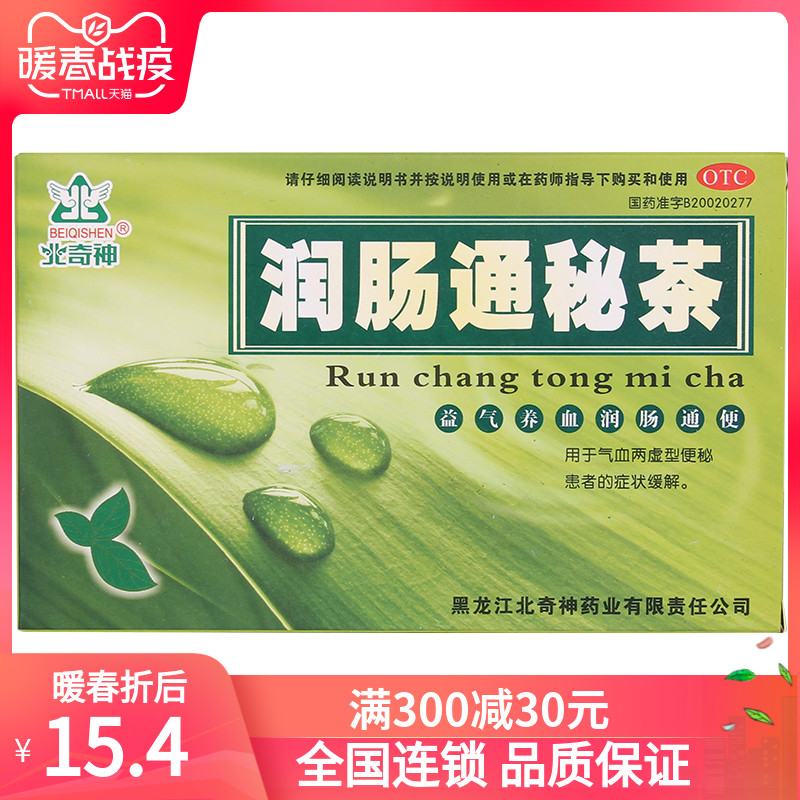 暖春战疫
TMALL天猫
请仔细阅读说明书并按说明使用或在药师指导下购买和使用 OTC
国药准字B20020277
BEIQISHEN®
北奇神
润肠通秘茶
Run chang tong mi cha
益气养血润肠通便
用于气血两虚型便秘
患者的症状缓解。
黑龙江北奇神药业有限责任公司
暖春折后
¥15.4
满300减30元
全国连锁 品质保证